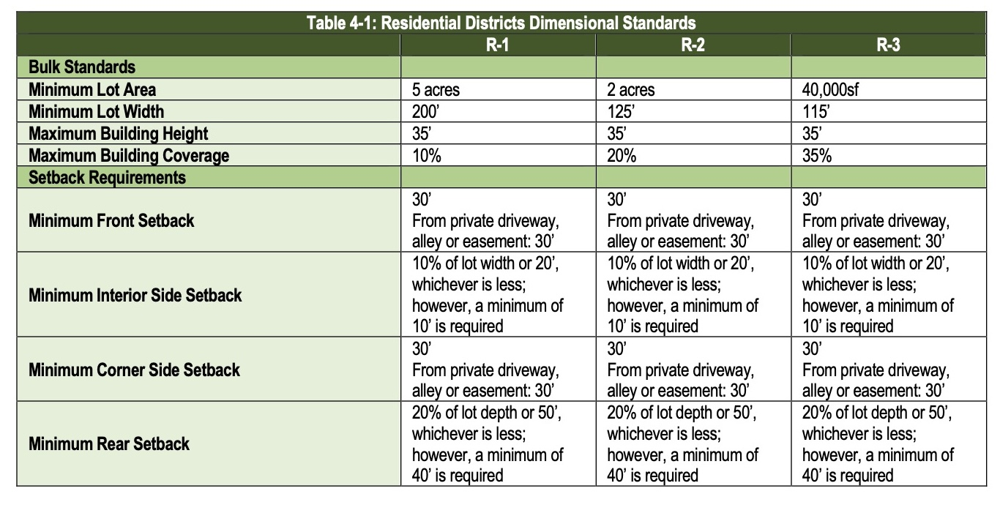 Table 4-1: Residential Districts Dimensional Standards
R-1 R-2 R-3
Bulk Standards
Minimum Lot Area 5 acres 2 acres 40,000sf
Minimum Lot Width 200’ 125’ 115’
Maximum Building Height 35’ 35’ 35’
Maximum Building Coverage 10% 20% 35%
Setback Requirements
Minimum Front Setback
30’
From private driveway,
alley or easement: 30’
30’
From private driveway,
alley or easement: 30’
30’
From private driveway,
alley or easement: 30’
Minimum Interior Side Setback
10% of lot width or 20’,
whichever is less;
however, a minimum of
10’ is required
10% of lot width or 20’,
whichever is less;
however, a minimum of
10’ is required
10% of lot width or 20’,
whichever is less;
however, a minimum of
10’ is required
Minimum Corner Side Setback
30’
From private driveway,
alley or easement: 30’
30’
From private driveway,
alley or easement: 30’
30’
From private driveway,
alley or easement: 30’
Minimum Rear Setback
20% of lot depth or 50’,
whichever is less;
however, a minimum of
40’ is required
20% of lot depth or 50’,
whichever is less;
however, a minimum of
40’ is required
20% of lot depth or 50’,
whichever is less;
however, a minimum of
40’ is required